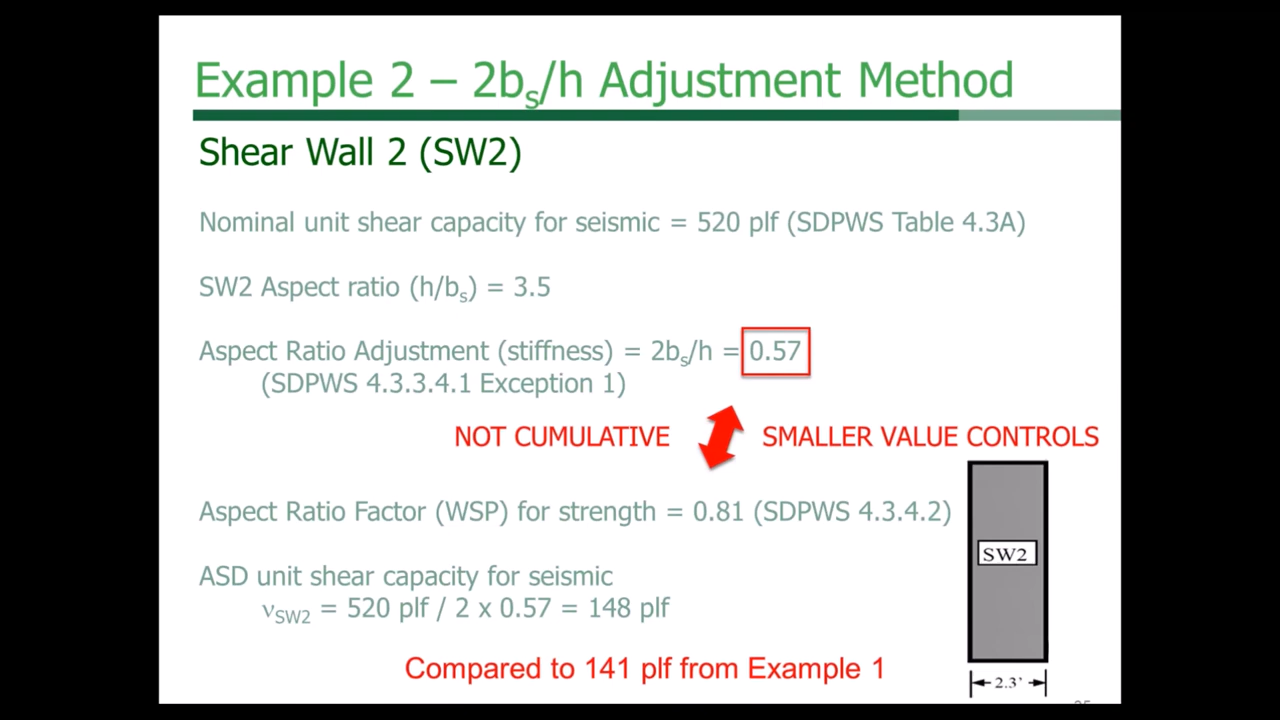 Example 2 – 2bs/h Adjustment Method
Shear Wall 2 (SW2)
Nominal unit shear capacity for seismic = 520 plf (SDPWS Table 4.3A)
SW2 Aspect ratio (h/bs) = 3.5
Aspect Ratio Adjustment (stiffness) = 2bs/h = 0.57
(SDPWS 4.3.3.4.1 Exception 1)
NOT CUMULATIVE SMALLER VALUE CONTROLS
Aspect Ratio Factor (WSP) for strength = 0.81 (SDPWS 4.3.4.2)
SW2
ASD unit shear capacity for seismic
νSW2 = 520 plf / 2 x 0.57 = 148 plf
Compared to 141 plf from Example 1
2.3'